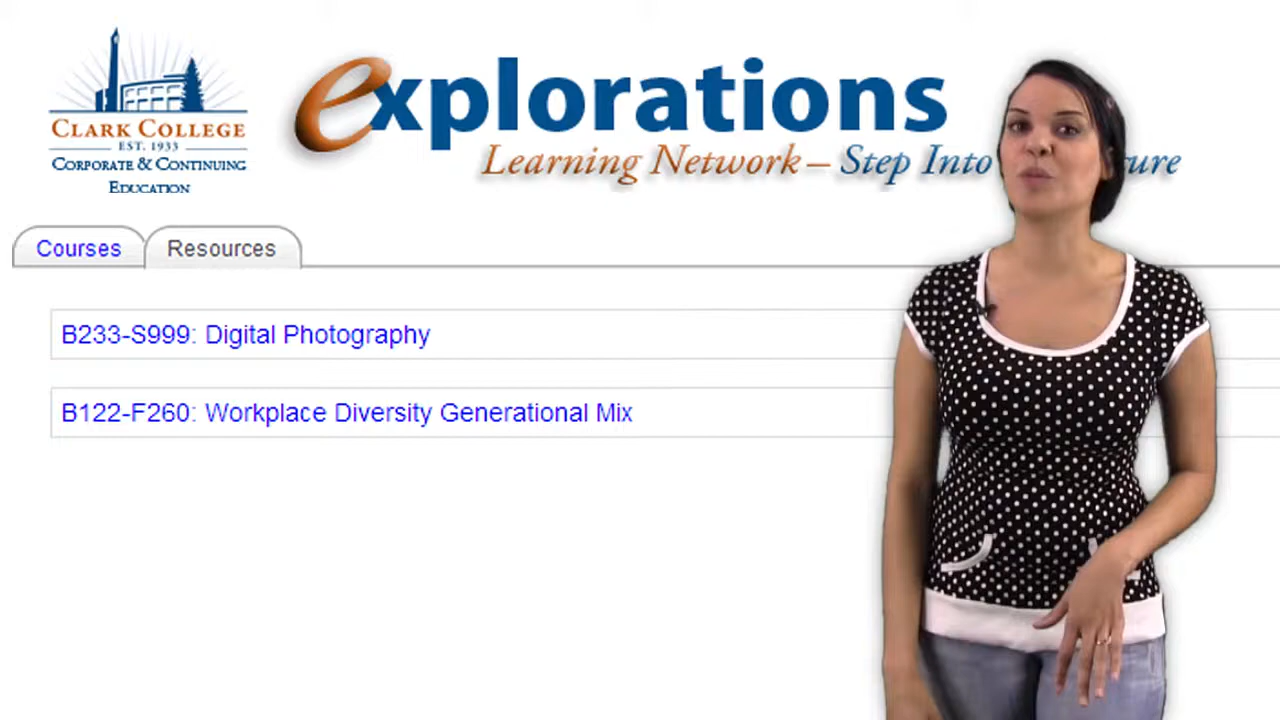 CLARK COLLEGE
EST. 1933
CORPORATE & CONTINUING
EDUCATION
explorations
Learning Network – Step Into
Courses
Resources
B233-S999: Digital Photography
B122-F260: Workplace Diversity Generational Mix